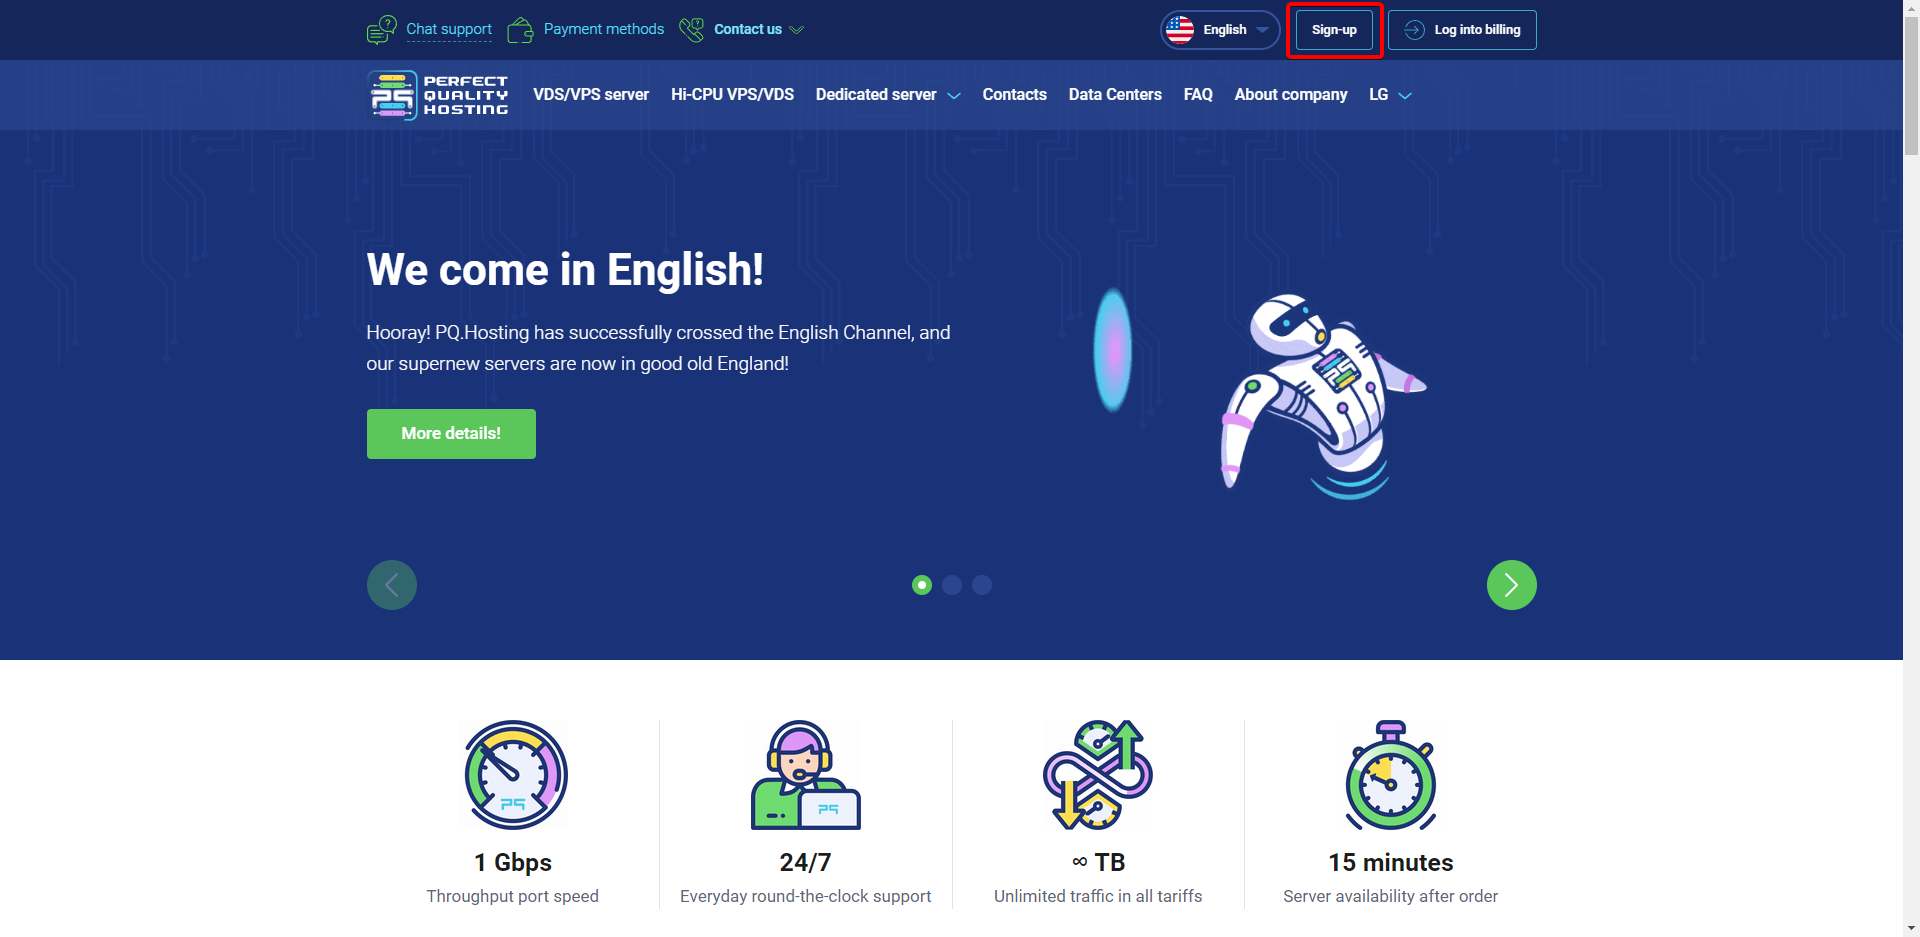 Chat support
Payment methods
Contact us
English
Sign-up
Log into billing
PERFECT
QUALITY
HOSTING
VDS/VPS server
Hi-CPU VPS/VDS
Dedicated server
Contacts
Data Centers
FAQ
About company
LG
We come in English!
Hooray! PQ.Hosting has successfully crossed the English Channel, and
our supernew servers are now in good old England!
More details!
1 Gbps
Throughput port speed
24/7
Everyday round-the-clock support
∞ TB
Unlimited traffic in all tariffs
15 minutes
Server availability after order